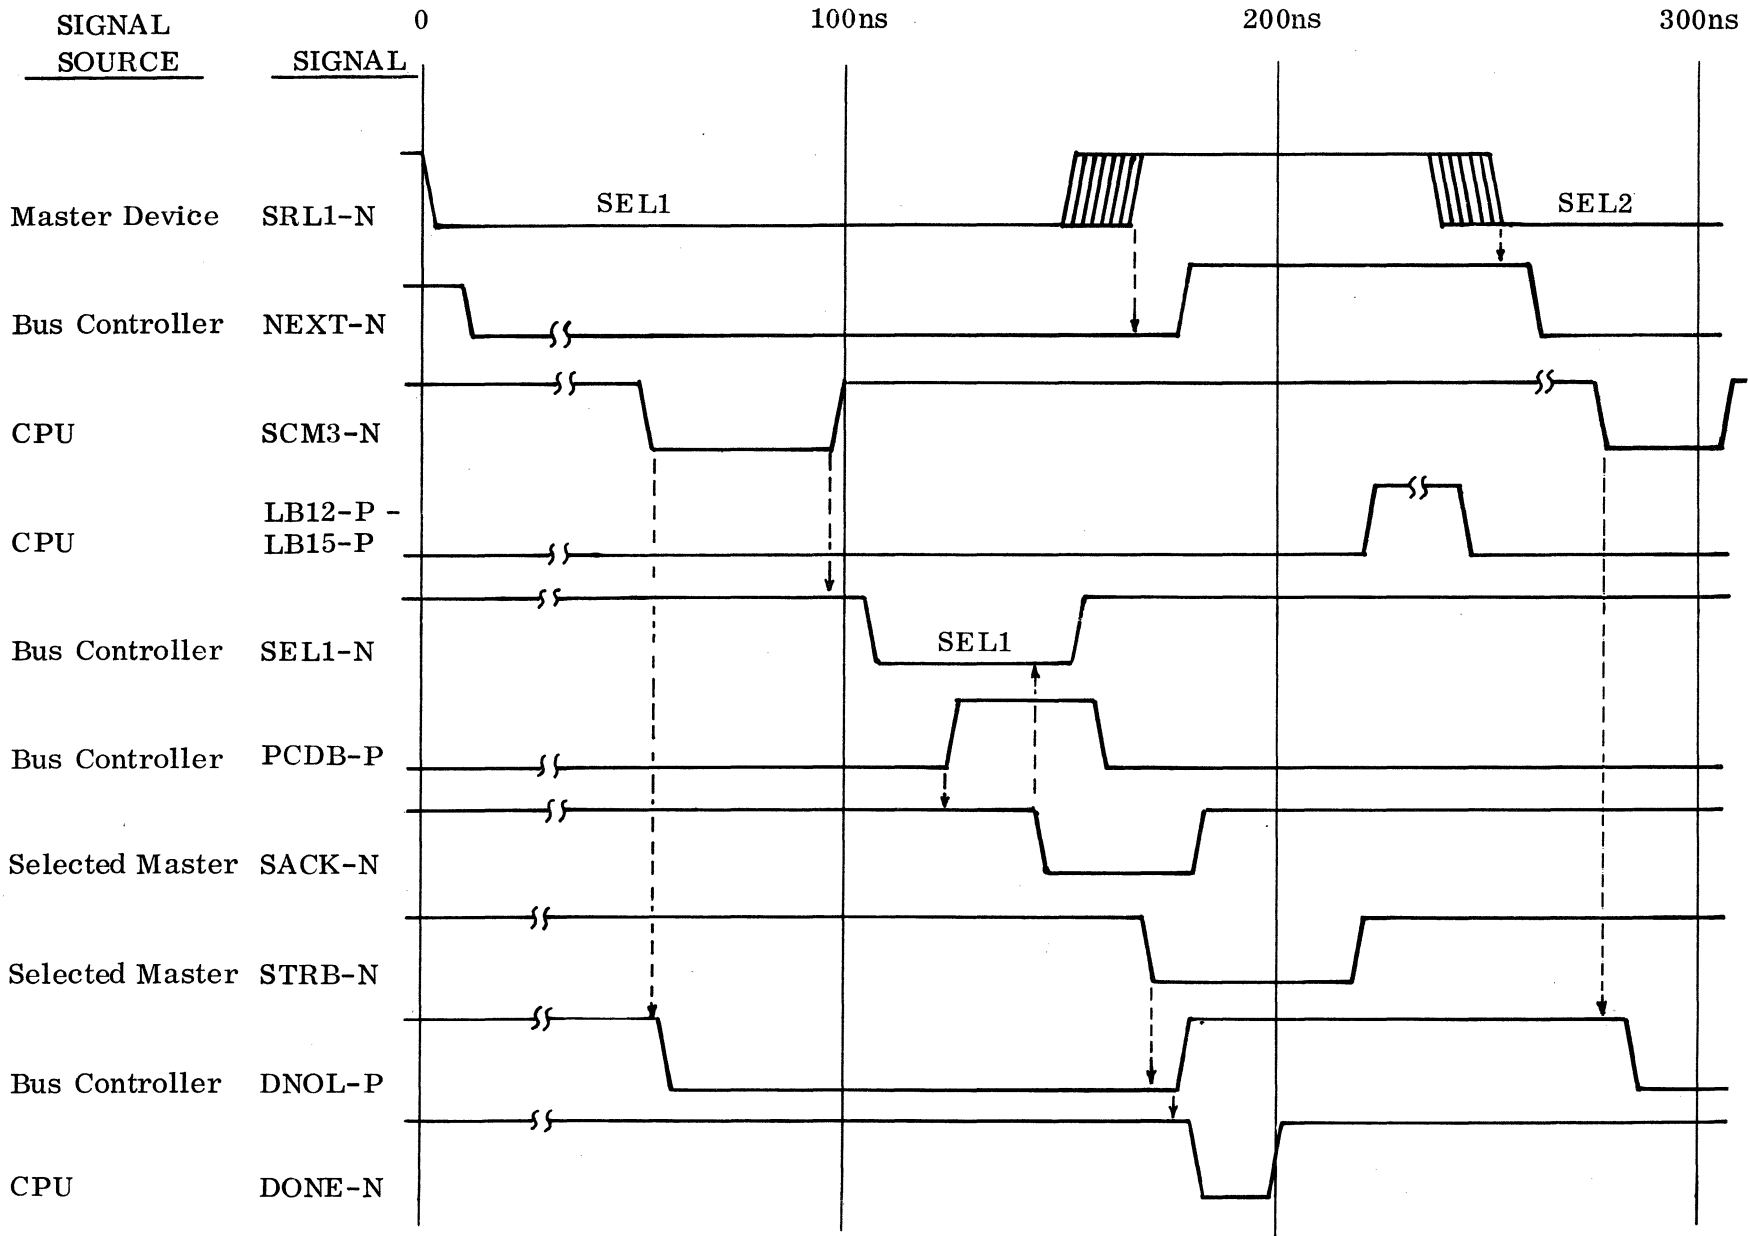 SIGNAL SOURCE
SIGNAL
0
100ns
200ns
300ns
Master Device SRL1-N
SEL1
SEL2
Bus Controller NEXT-N
CPU SCM3-N
CPU LB12-P -
LB15-P
Bus Controller SEL1-N
SEL1
Bus Controller PCDB-P
Selected Master SACK-N
Selected Master STRB-N
Bus Controller DNOL-P
CPU DONE-N